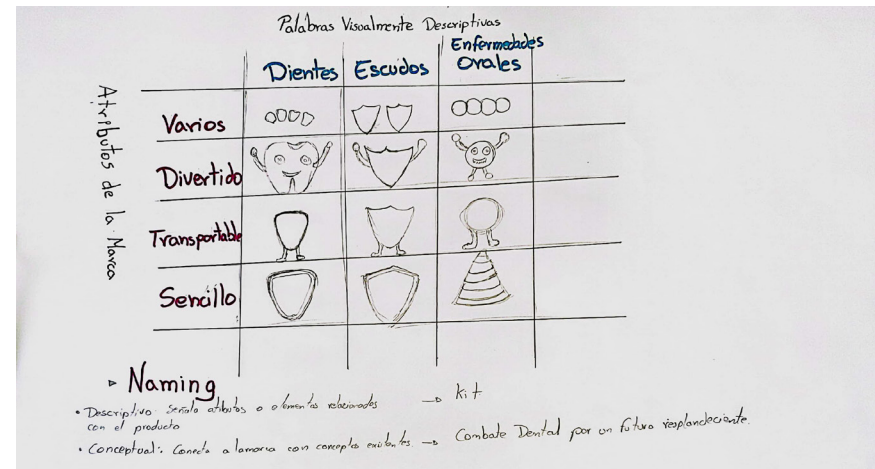 Palabras Visualmente Descriptivas
Atributos de la Marca
Dientes Escudos Enfermedades
Orales
Varios
Divertido
Transportable
Sencillo
▹ Naming
• Descriptivo: Señala atributos o elementos relacionados → Kit
con el producto
• Conceptual: Conecta a la marca con conceptos existentes → Combate Dental por un futuro resplandeciente.